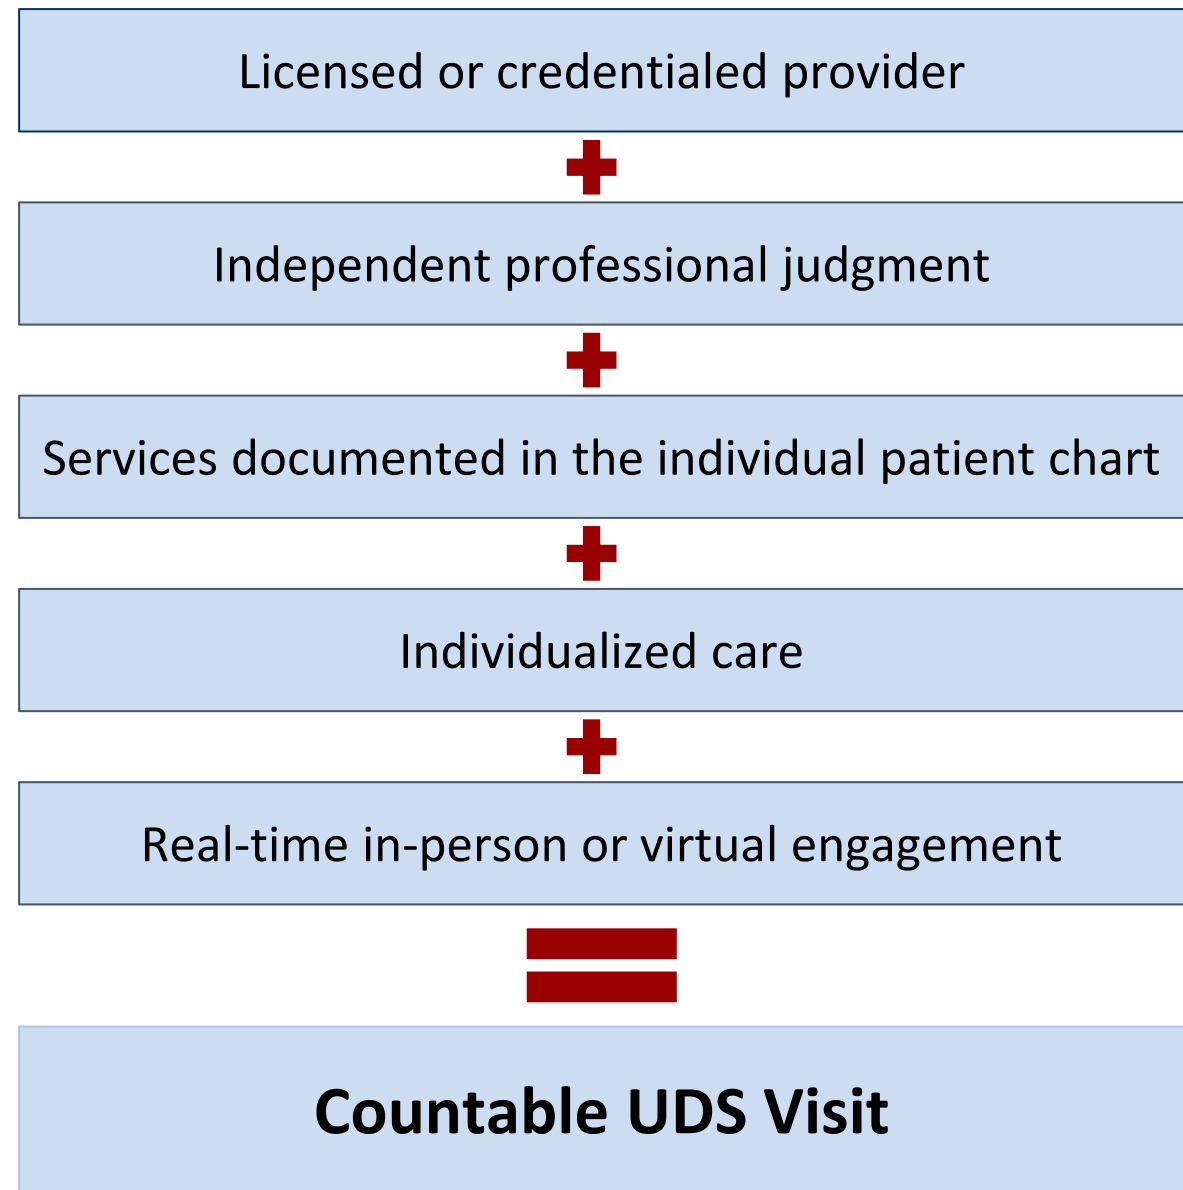 Licensed or credentialed provider
Independent professional judgment
Services documented in the individual patient chart
Individualized care
Real-time in-person or virtual engagement
Countable UDS Visit